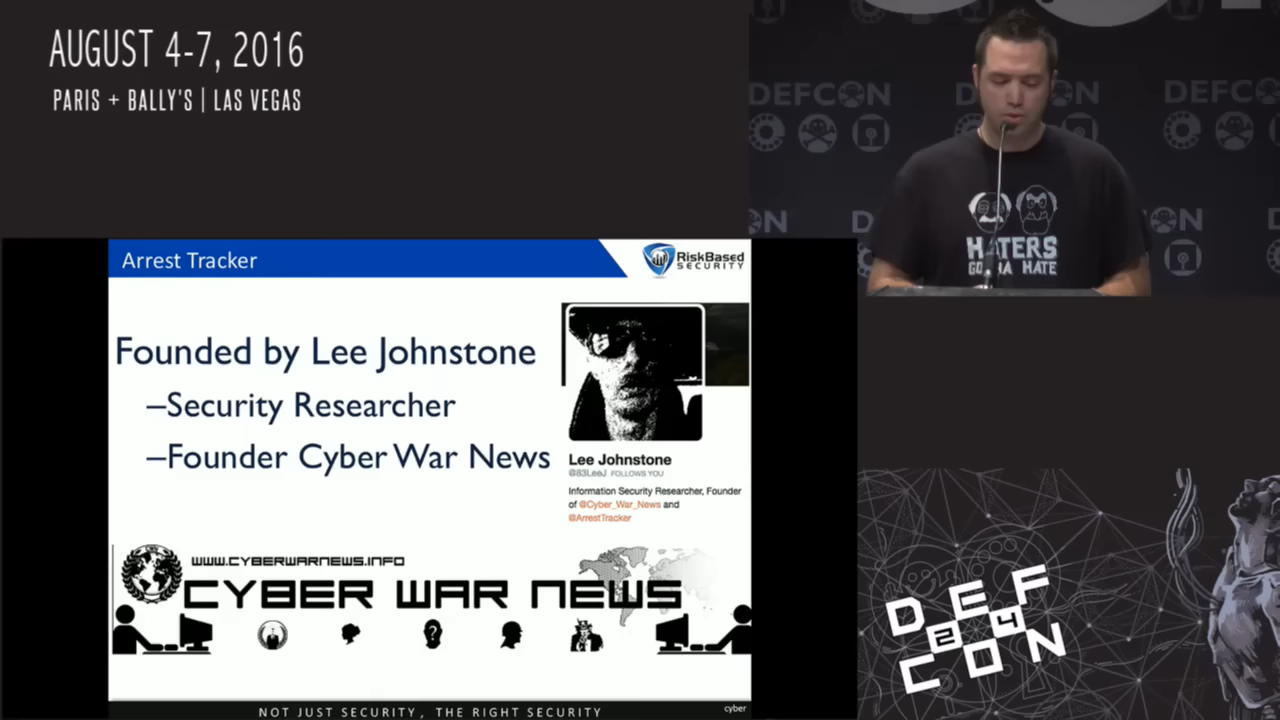 AUGUST 4-7, 2016
PARIS + BALLY'S | LAS VEGAS
DEFCON
DEFCON
HATERS
GONNA HATE
Arrest Tracker
RiskBased
SECURITY
Founded by Lee Johnstone
–Security Researcher
–Founder Cyber War News
Lee Johnstone
@83LeeJ FOLLOWS YOU
Information Security Researcher, Founder
of @Cyber_War_News and
@ArrestTracker
WWW.CYBERWARNEWS.INFO
CYBER WAR NEWS
NOT JUST SECURITY, THE RIGHT SECURITY
cyber
DEF
24
CON